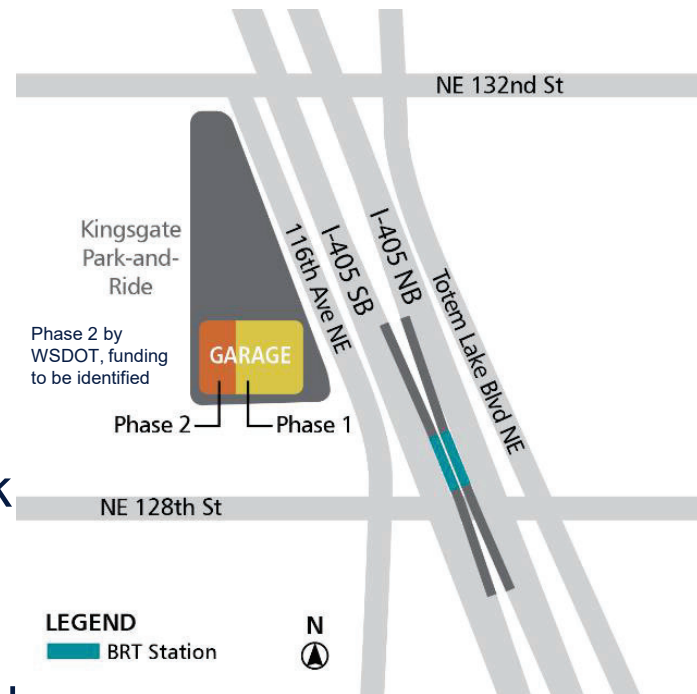 NE 132nd St
Kingsgate
Park-and-
Ride
116th Ave NE
I-405 SB
I-405 NB
Totem Lake Blvd NE
Phase 2 by
WSDOT, funding
to be identified
GARAGE
Phase 2
Phase 1
k
NE 128th St
LEGEND
BRT Station
N